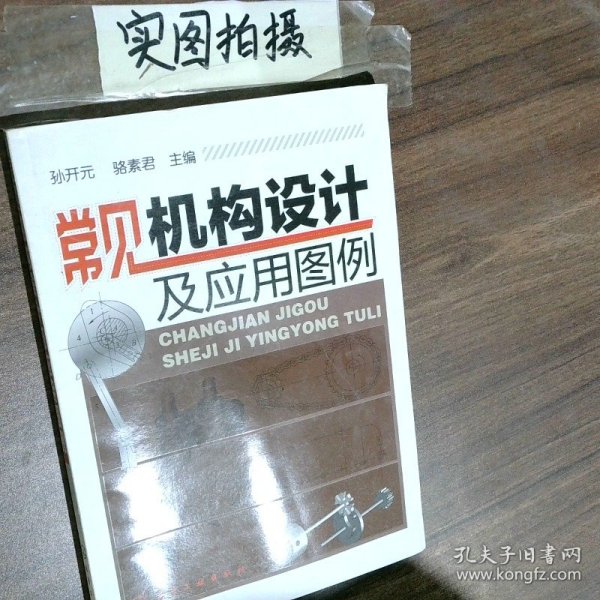 实图拍摄
孙开元 骆素君 主编
常见机构设计
及应用图例
CHANGJIAN JIGOU
SHEJI JI YINGYONG TULI
孔夫子旧书网
www.kongfz.com